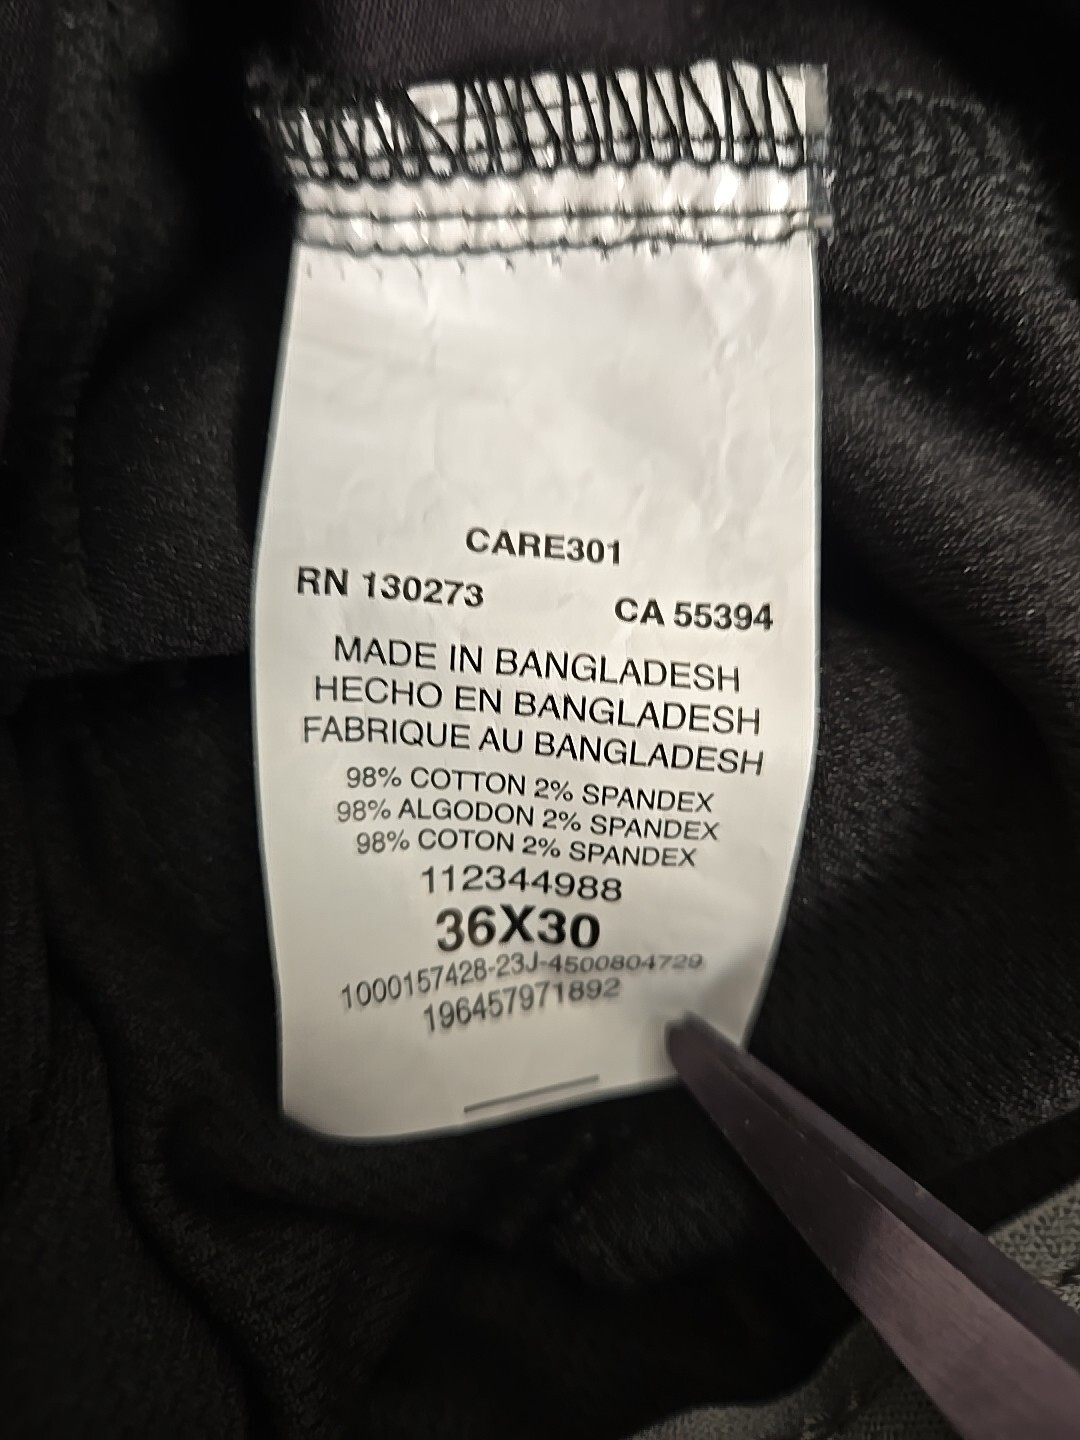 CARE301
RN 130273 CA 55394
MADE IN BANGLADESH
HECHO EN BANGLADESH
FABRIQUE AU BANGLADESH
98% COTTON 2% SPANDEX
98% ALGODON 2% SPANDEX
98% COTON 2% SPANDEX
112344988
36X30
1000157428-23J-4500804729
196457971892